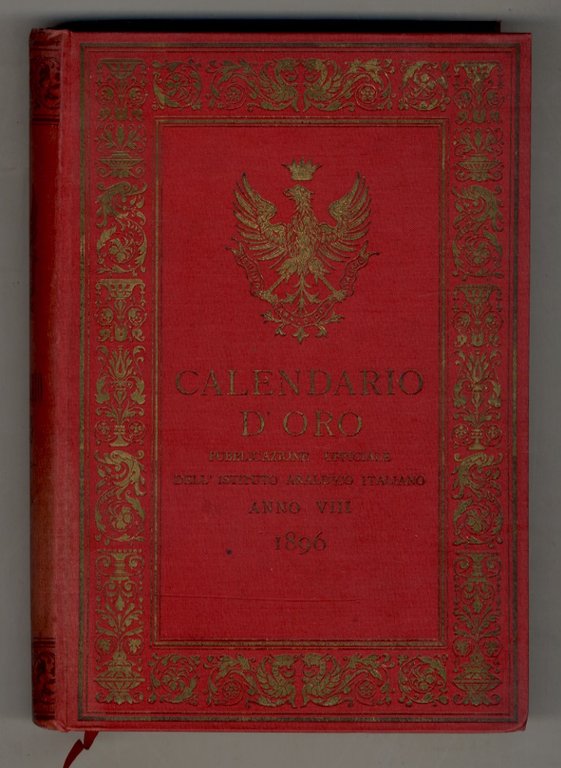 CALENDARIO
D'ORO
PUBBLICAZIONE UFFICIALE
DELL' ISTITUTO ARALDICO ITALIANO
ANNO VIII
1896